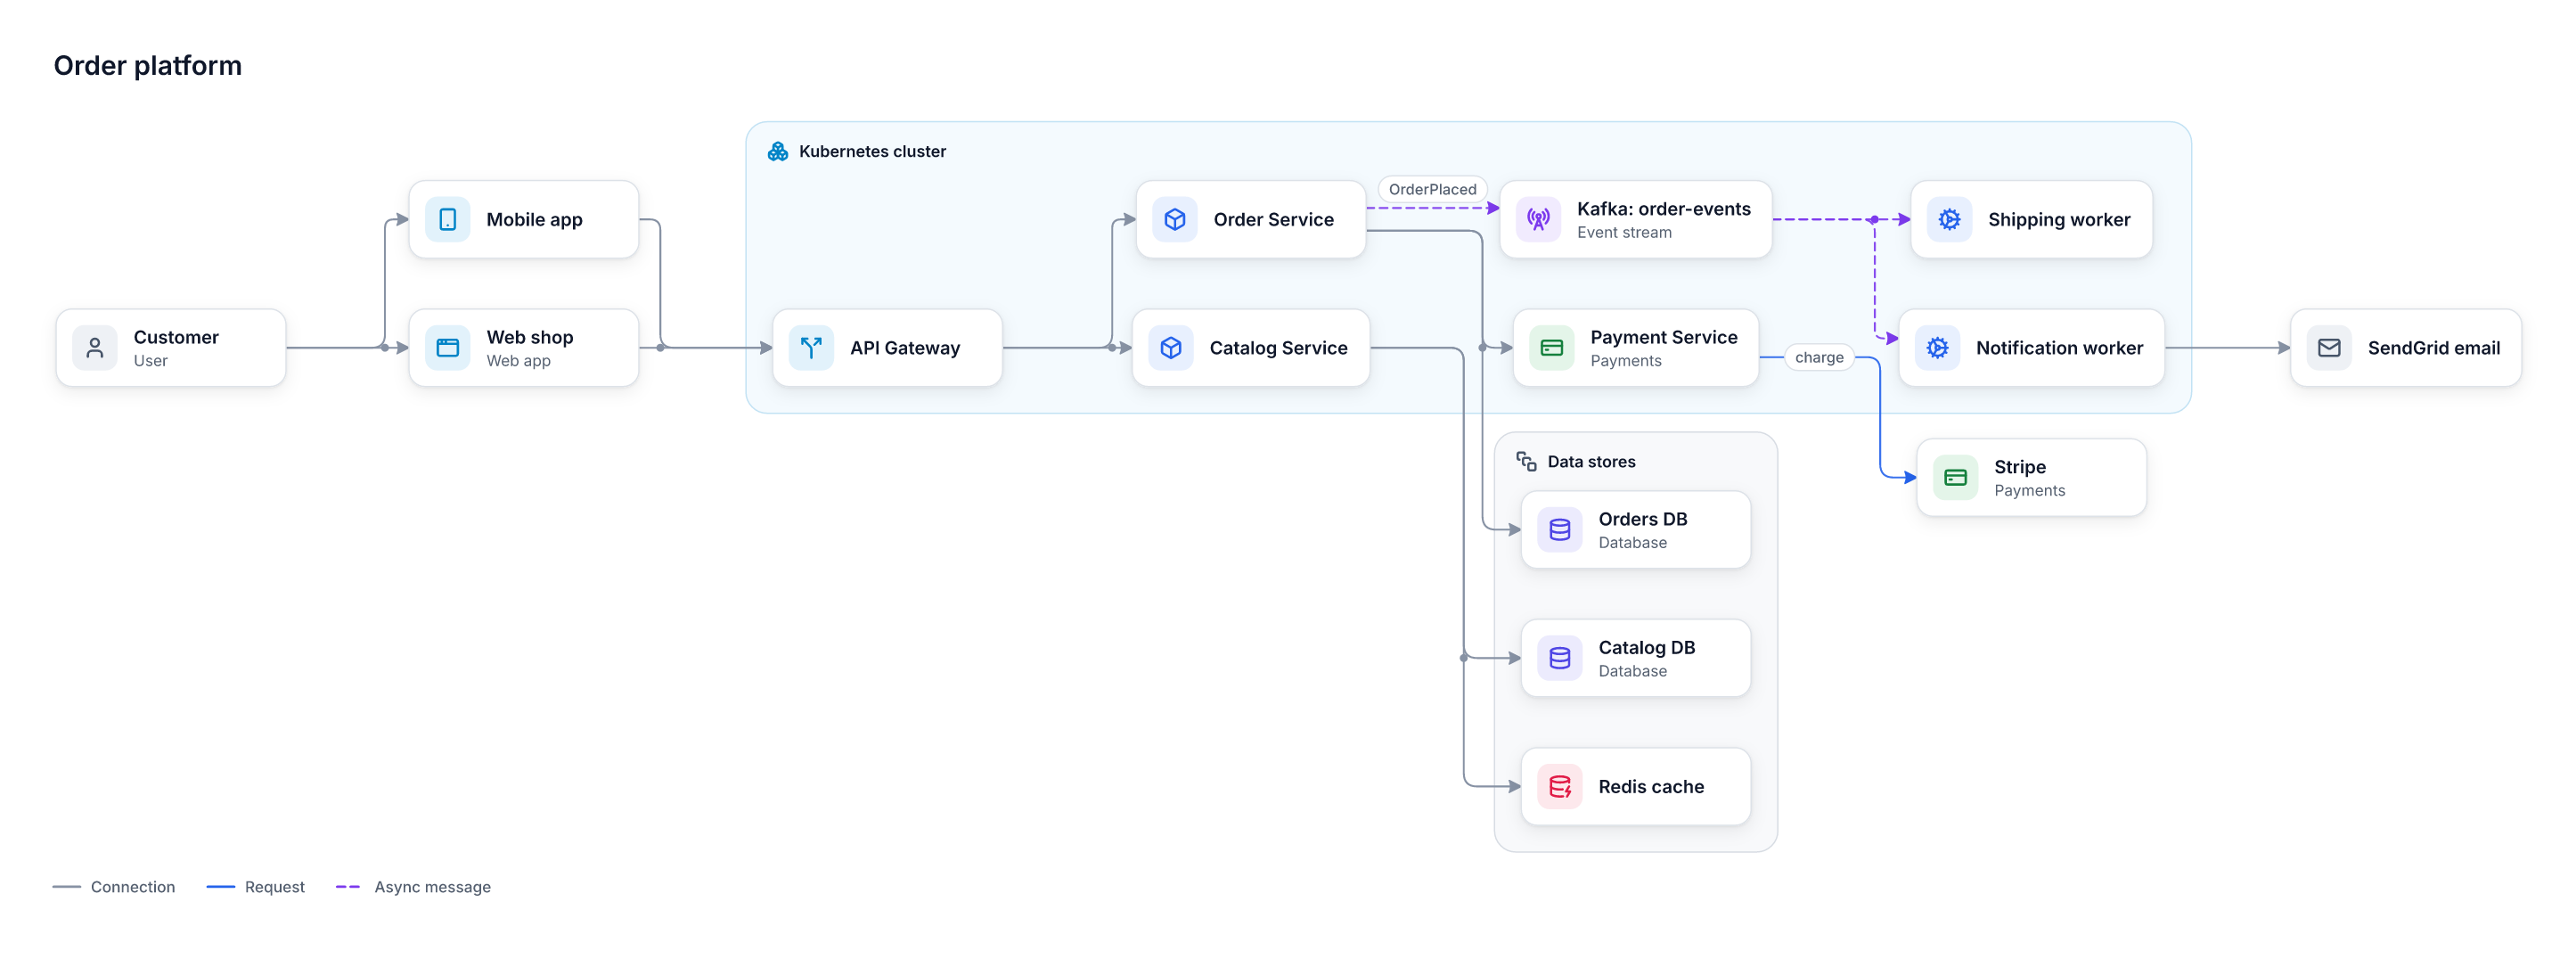 Order platform
Kubernetes cluster
Mobile app
Order Service
OrderPlaced
Kafka: order-events
Event stream
Shipping worker
Customer
User
Web shop
Web app
API Gateway
Catalog Service
Payment Service
Payments
charge
Notification worker
SendGrid email
Data stores
Stripe
Payments
Orders DB
Database
Catalog DB
Database
Redis cache
Connection
Request
Async message